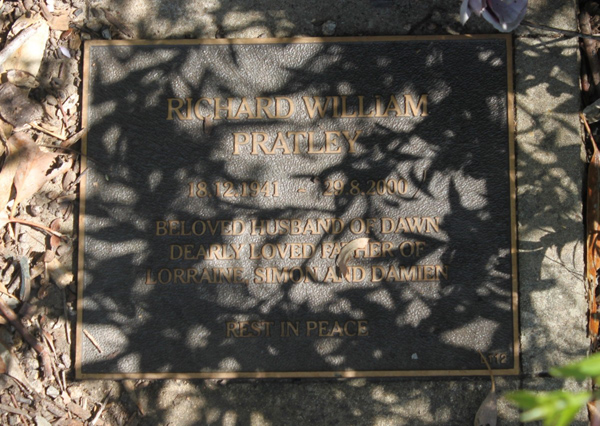 RICHARD WILLIAM
PRATLEY
18.12.1941 - 29.8.2000
BELOVED HUSBAND OF DAWN
DEARLY LOVED FATHER OF
LORRAINE, SIMON AND DAMIEN
REST IN PEACE